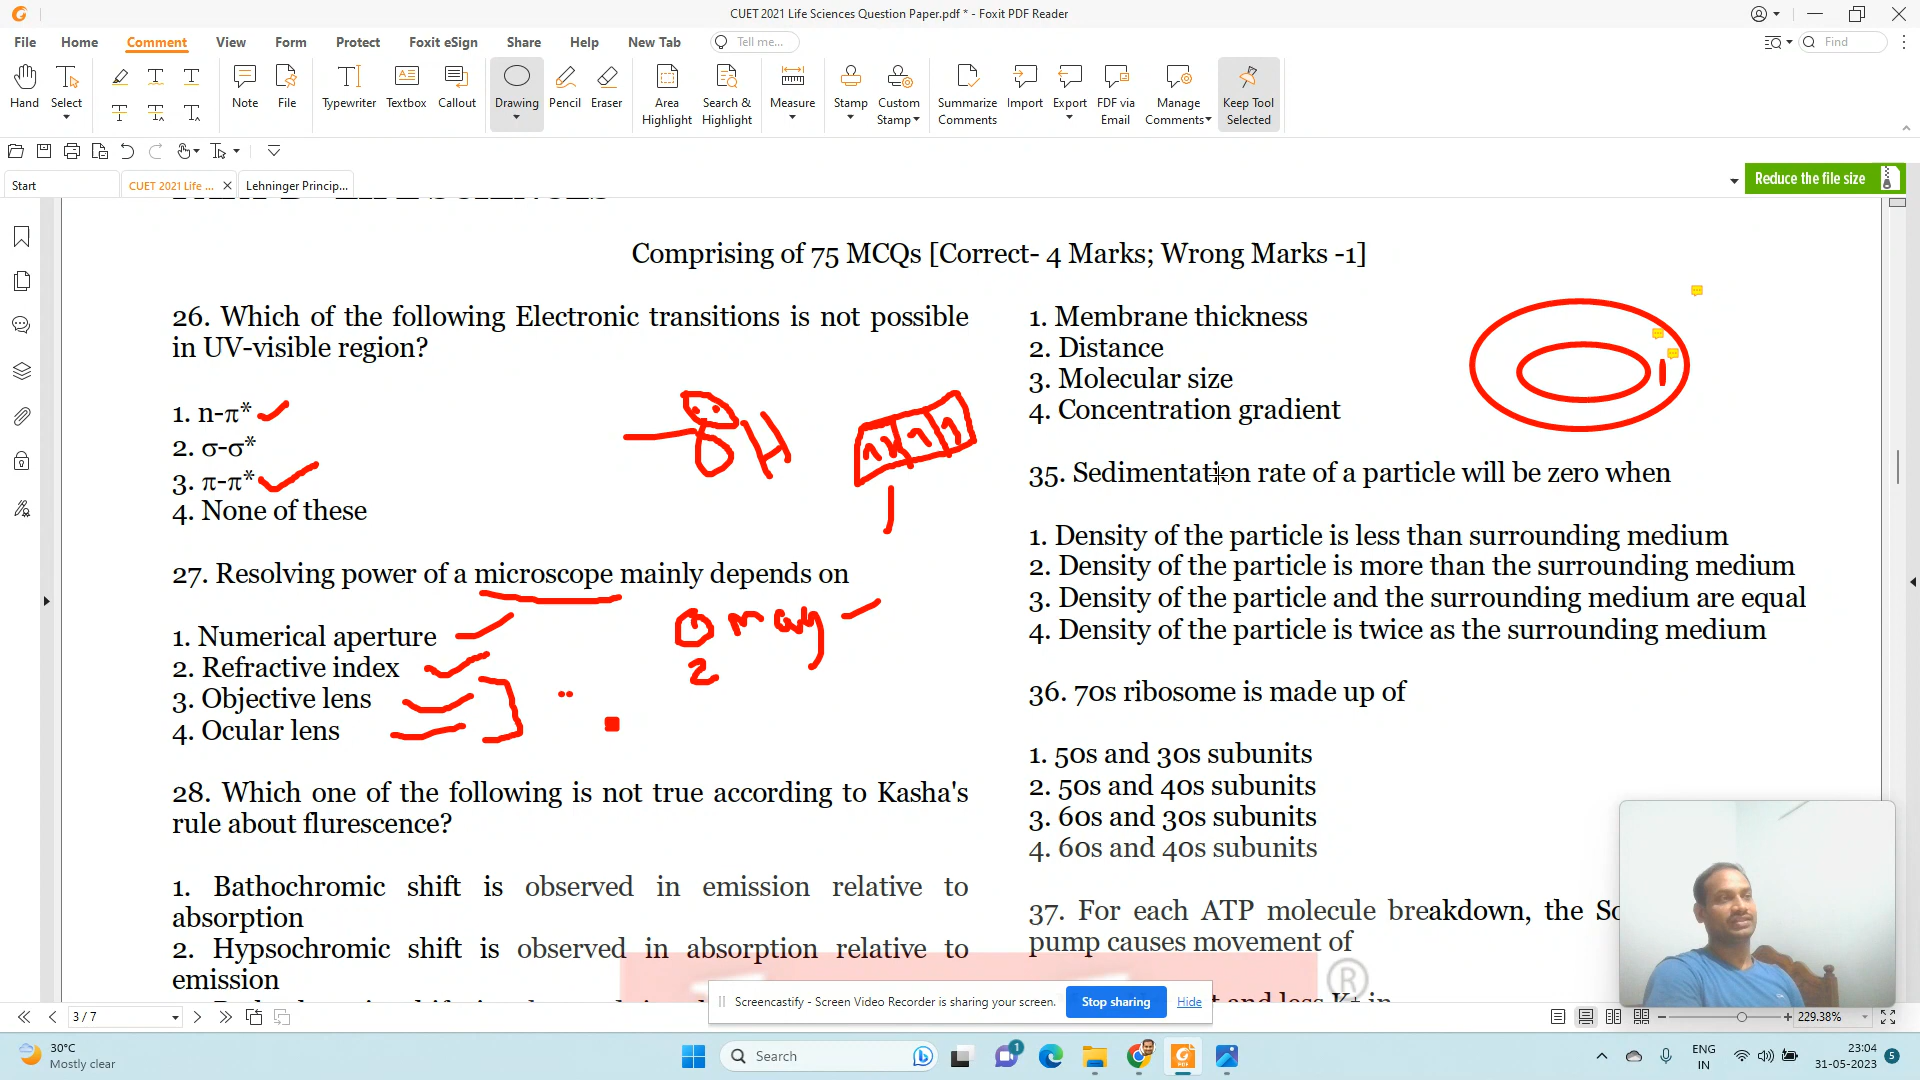 CUET 2021 Life Sciences Question Paper.pdf * - Foxit PDF Reader
File Home Comment View Form Protect Foxit eSign Share Help New Tab Tell me... Find
Hand Select Note File Typewriter Textbox Callout Drawing Pencil Eraser Area Highlight Search & Highlight Measure Stamp Custom Stamp Summarize Comments Import Export FDF via Email Manage Comments Keep Tool Selected
Start CUET 2021 Life ... Lehninger Princip... Reduce the file size
Comprising of 75 MCQs [Correct- 4 Marks; Wrong Marks -1]
26. Which of the following Electronic transitions is not possible
in UV-visible region?
1. n-π*
2. σ-σ*
3. π-π*
4. None of these
27. Resolving power of a microscope mainly depends on
1. Numerical aperture
2. Refractive index
3. Objective lens
4. Ocular lens
2
28. Which one of the following is not true according to Kasha's
rule about flurescence?
1. Bathochromic shift is observed in emission relative to
absorption
2. Hypsochromic shift is observed in absorption relative to
emission
1. Membrane thickness
2. Distance
3. Molecular size
4. Concentration gradient
35. Sedimentation rate of a particle will be zero when
1. Density of the particle is less than surrounding medium
2. Density of the particle is more than the surrounding medium
3. Density of the particle and the surrounding medium are equal
4. Density of the particle is twice as the surrounding medium
36. 70s ribosome is made up of
1. 50s and 30s subunits
2. 50s and 40s subunits
3. 60s and 30s subunits
4. 60s and 40s subunits
37. For each ATP molecule breakdown, the
pump causes movement of
and less K+ in
®
Screencastify - Screen Video Recorder is sharing your screen. Stop sharing Hide
3 / 7 229.38%
30°C
Mostly clear
Search
1
ENG
IN
23:04
31-05-2023
5